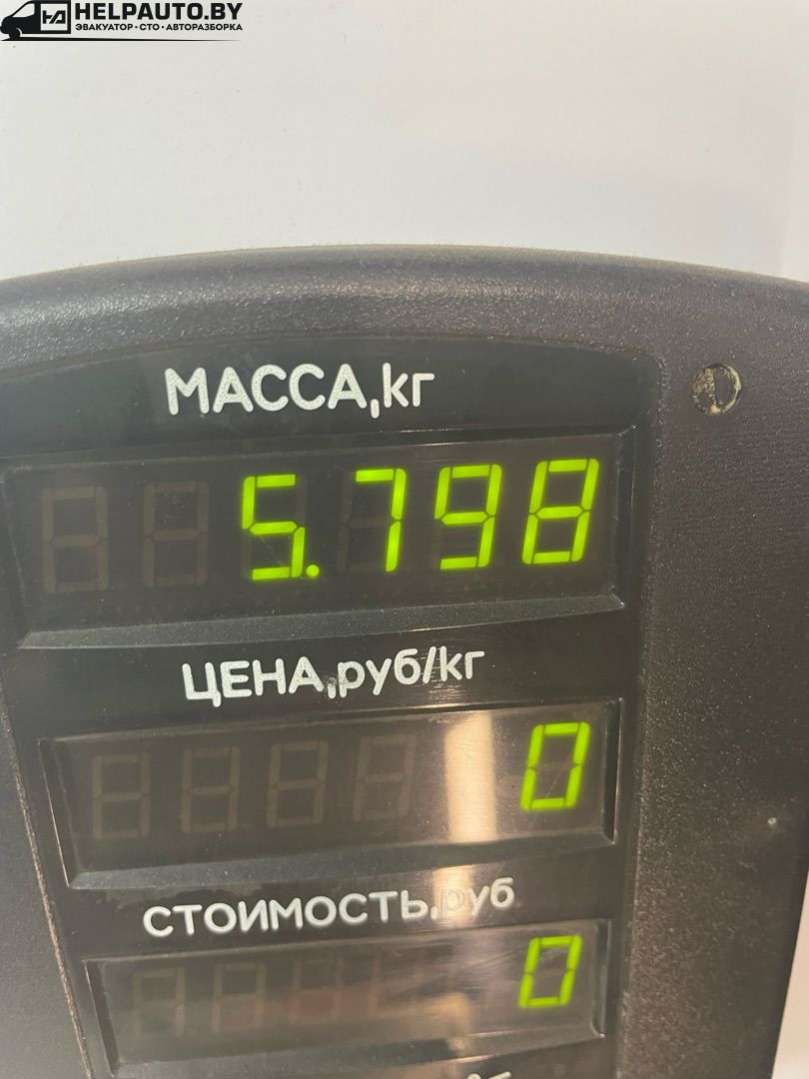 HELPAUTO.BY
ЭВАКУАТОР•СТО•АВТОРАЗБОРКА
МАССА,кг
5.798
ЦЕНА,руб/кг
0
СТОИМОСТЬ,руб
0